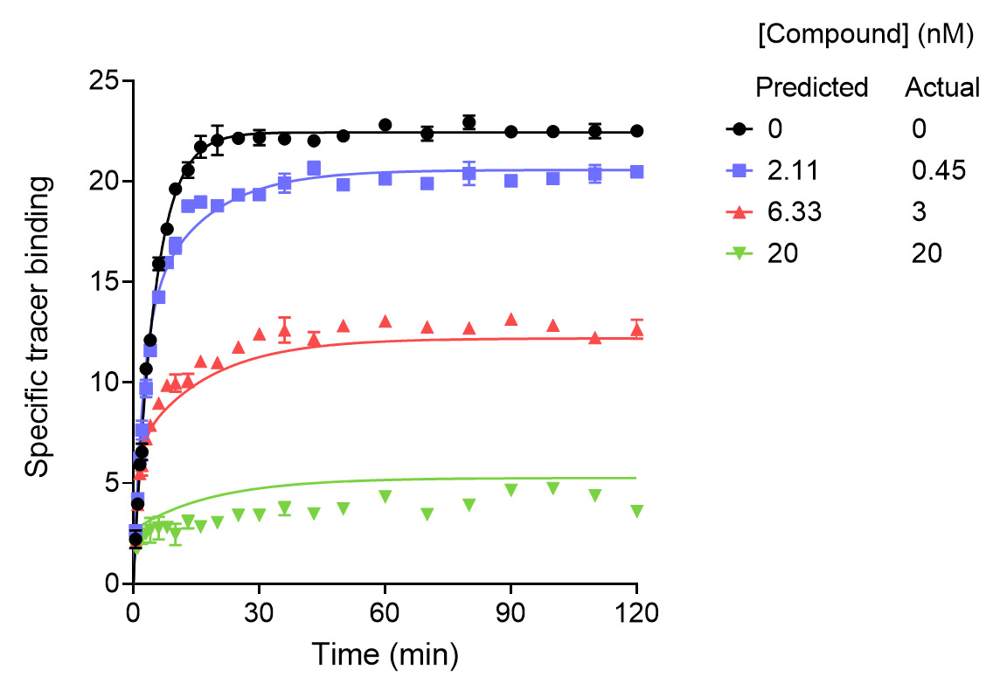 [Compound] (nM)
Predicted Actual
0 0
2.11 0.45
6.33 3
20 20
Specific tracer binding
25
20
15
10
5
0
0 30 60 90 120
Time (min)